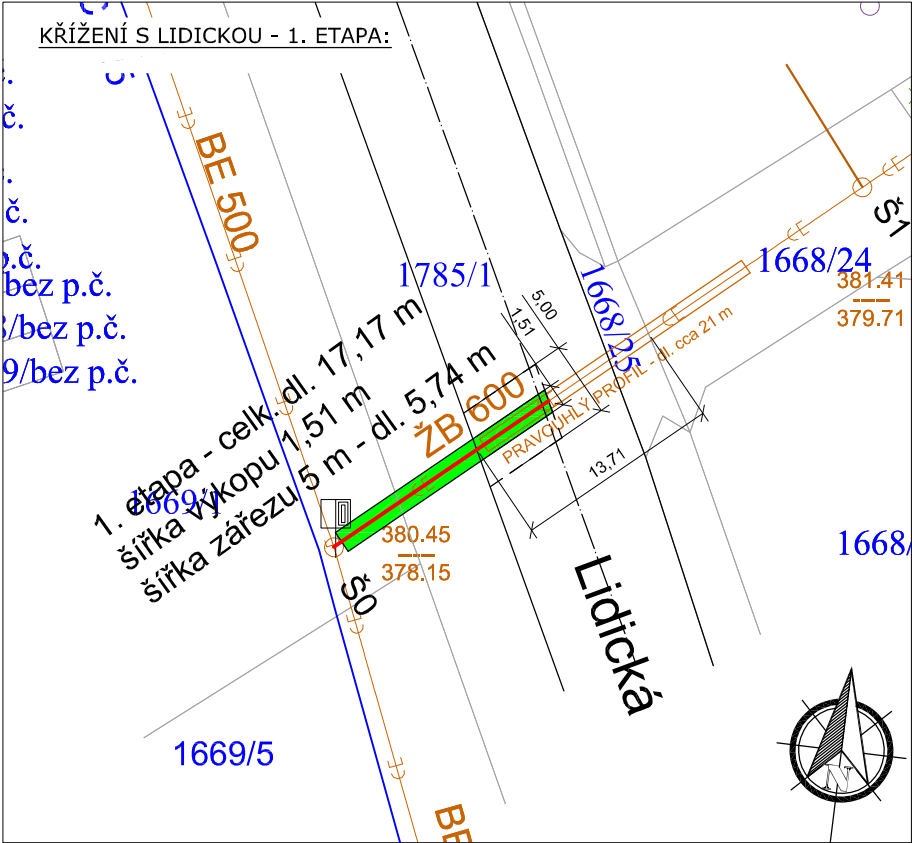 KŘÍŽENÍ S LIDICKOU - 1. ETAPA:
č.
BE 500
č.
p.č.
bez p.č.
/bez p.č.
9/bez p.č.
1785/1
1668/25
1668/24
Š1
381.41
379.71
5,00
1,51
PRAVOÚHLÝ PROFIL - dl. cca 21 m
13,71
ŽB 600
1. etapa - celk. dl. 17,17 m
šířka výkopu 1,51 m
šířka zářezu 5 m - dl. 5,74 m
1669/1
380.45
378.15
Š0
1668/
Lidická
1669/5
BE
N